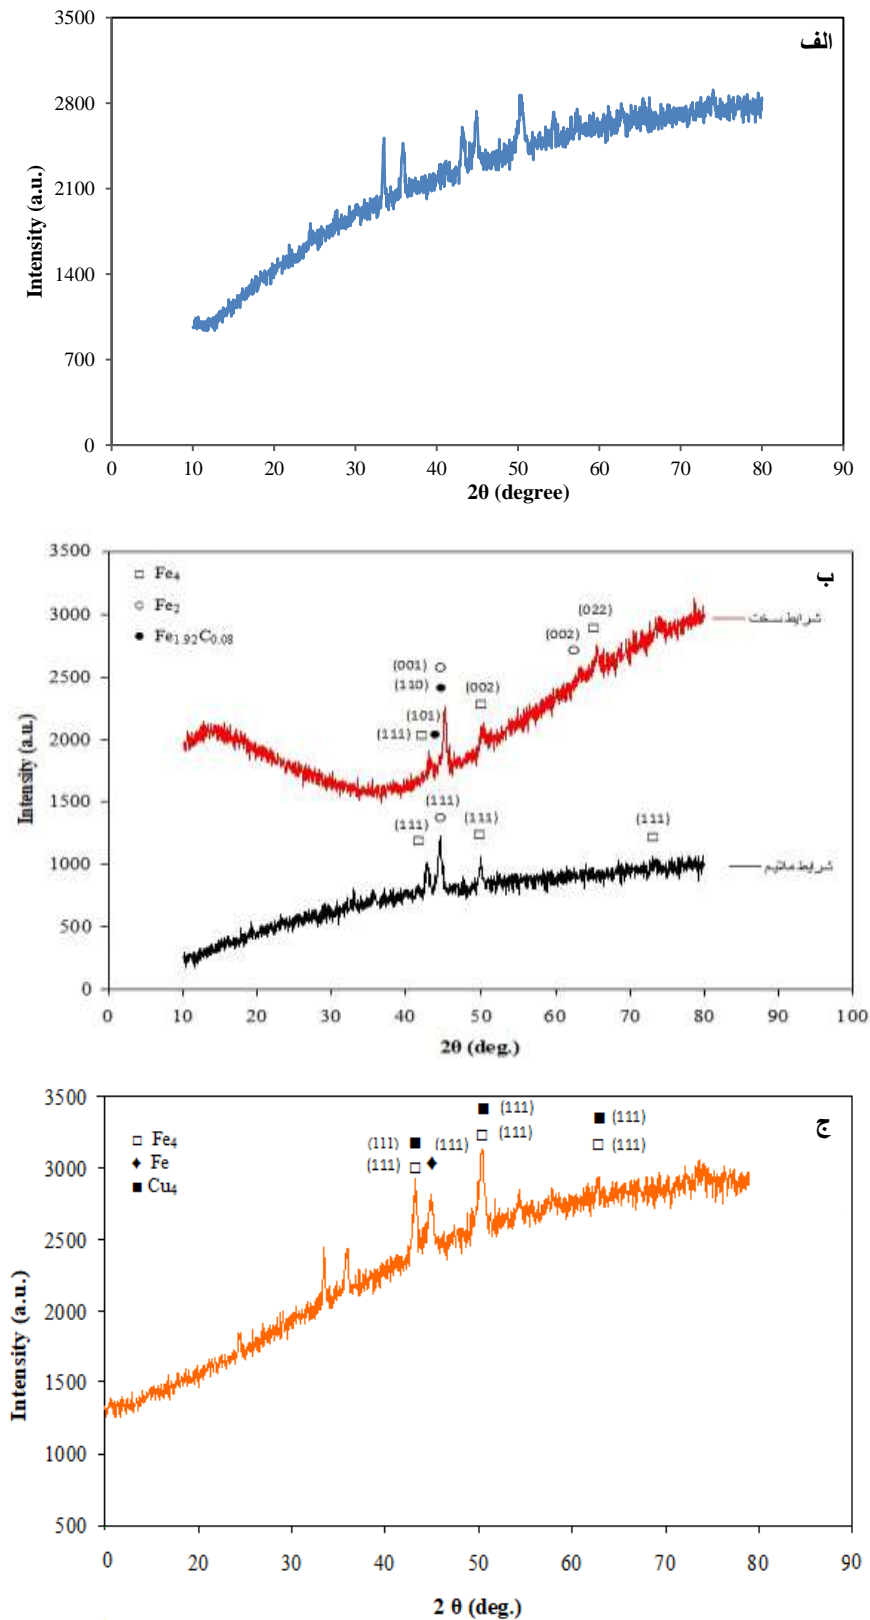 الف
3500
2800
2100
1400
700
0
Intensity (a.u.)
0 10 20 30 40 50 60 70 80 90
2θ (degree)
ب
3500
3000
2500
2000
1500
1000
500
0
Intensity (a.u.)
□ Fe₄
○ Fe₂
● Fe₁.₉₂C₀.₀₈
(022)
(002)
شرایط سخت
(001)
(110)
(002)
(101)
(111)
(111)
(111)
(111)
(111)
شرایط ملایم
0 10 20 30 40 50 60 70 80 90 100
2θ (deg.)
ج
3500
3000
2500
2000
1500
1000
500
Intensity (a.u.)
□ Fe₄
♦ Fe
■ Cu₄
(111)
(111)
(111)
(111)
(111)
(111)
(111)
0 20 30 40 50 60 70 80 90
2 θ (deg.)